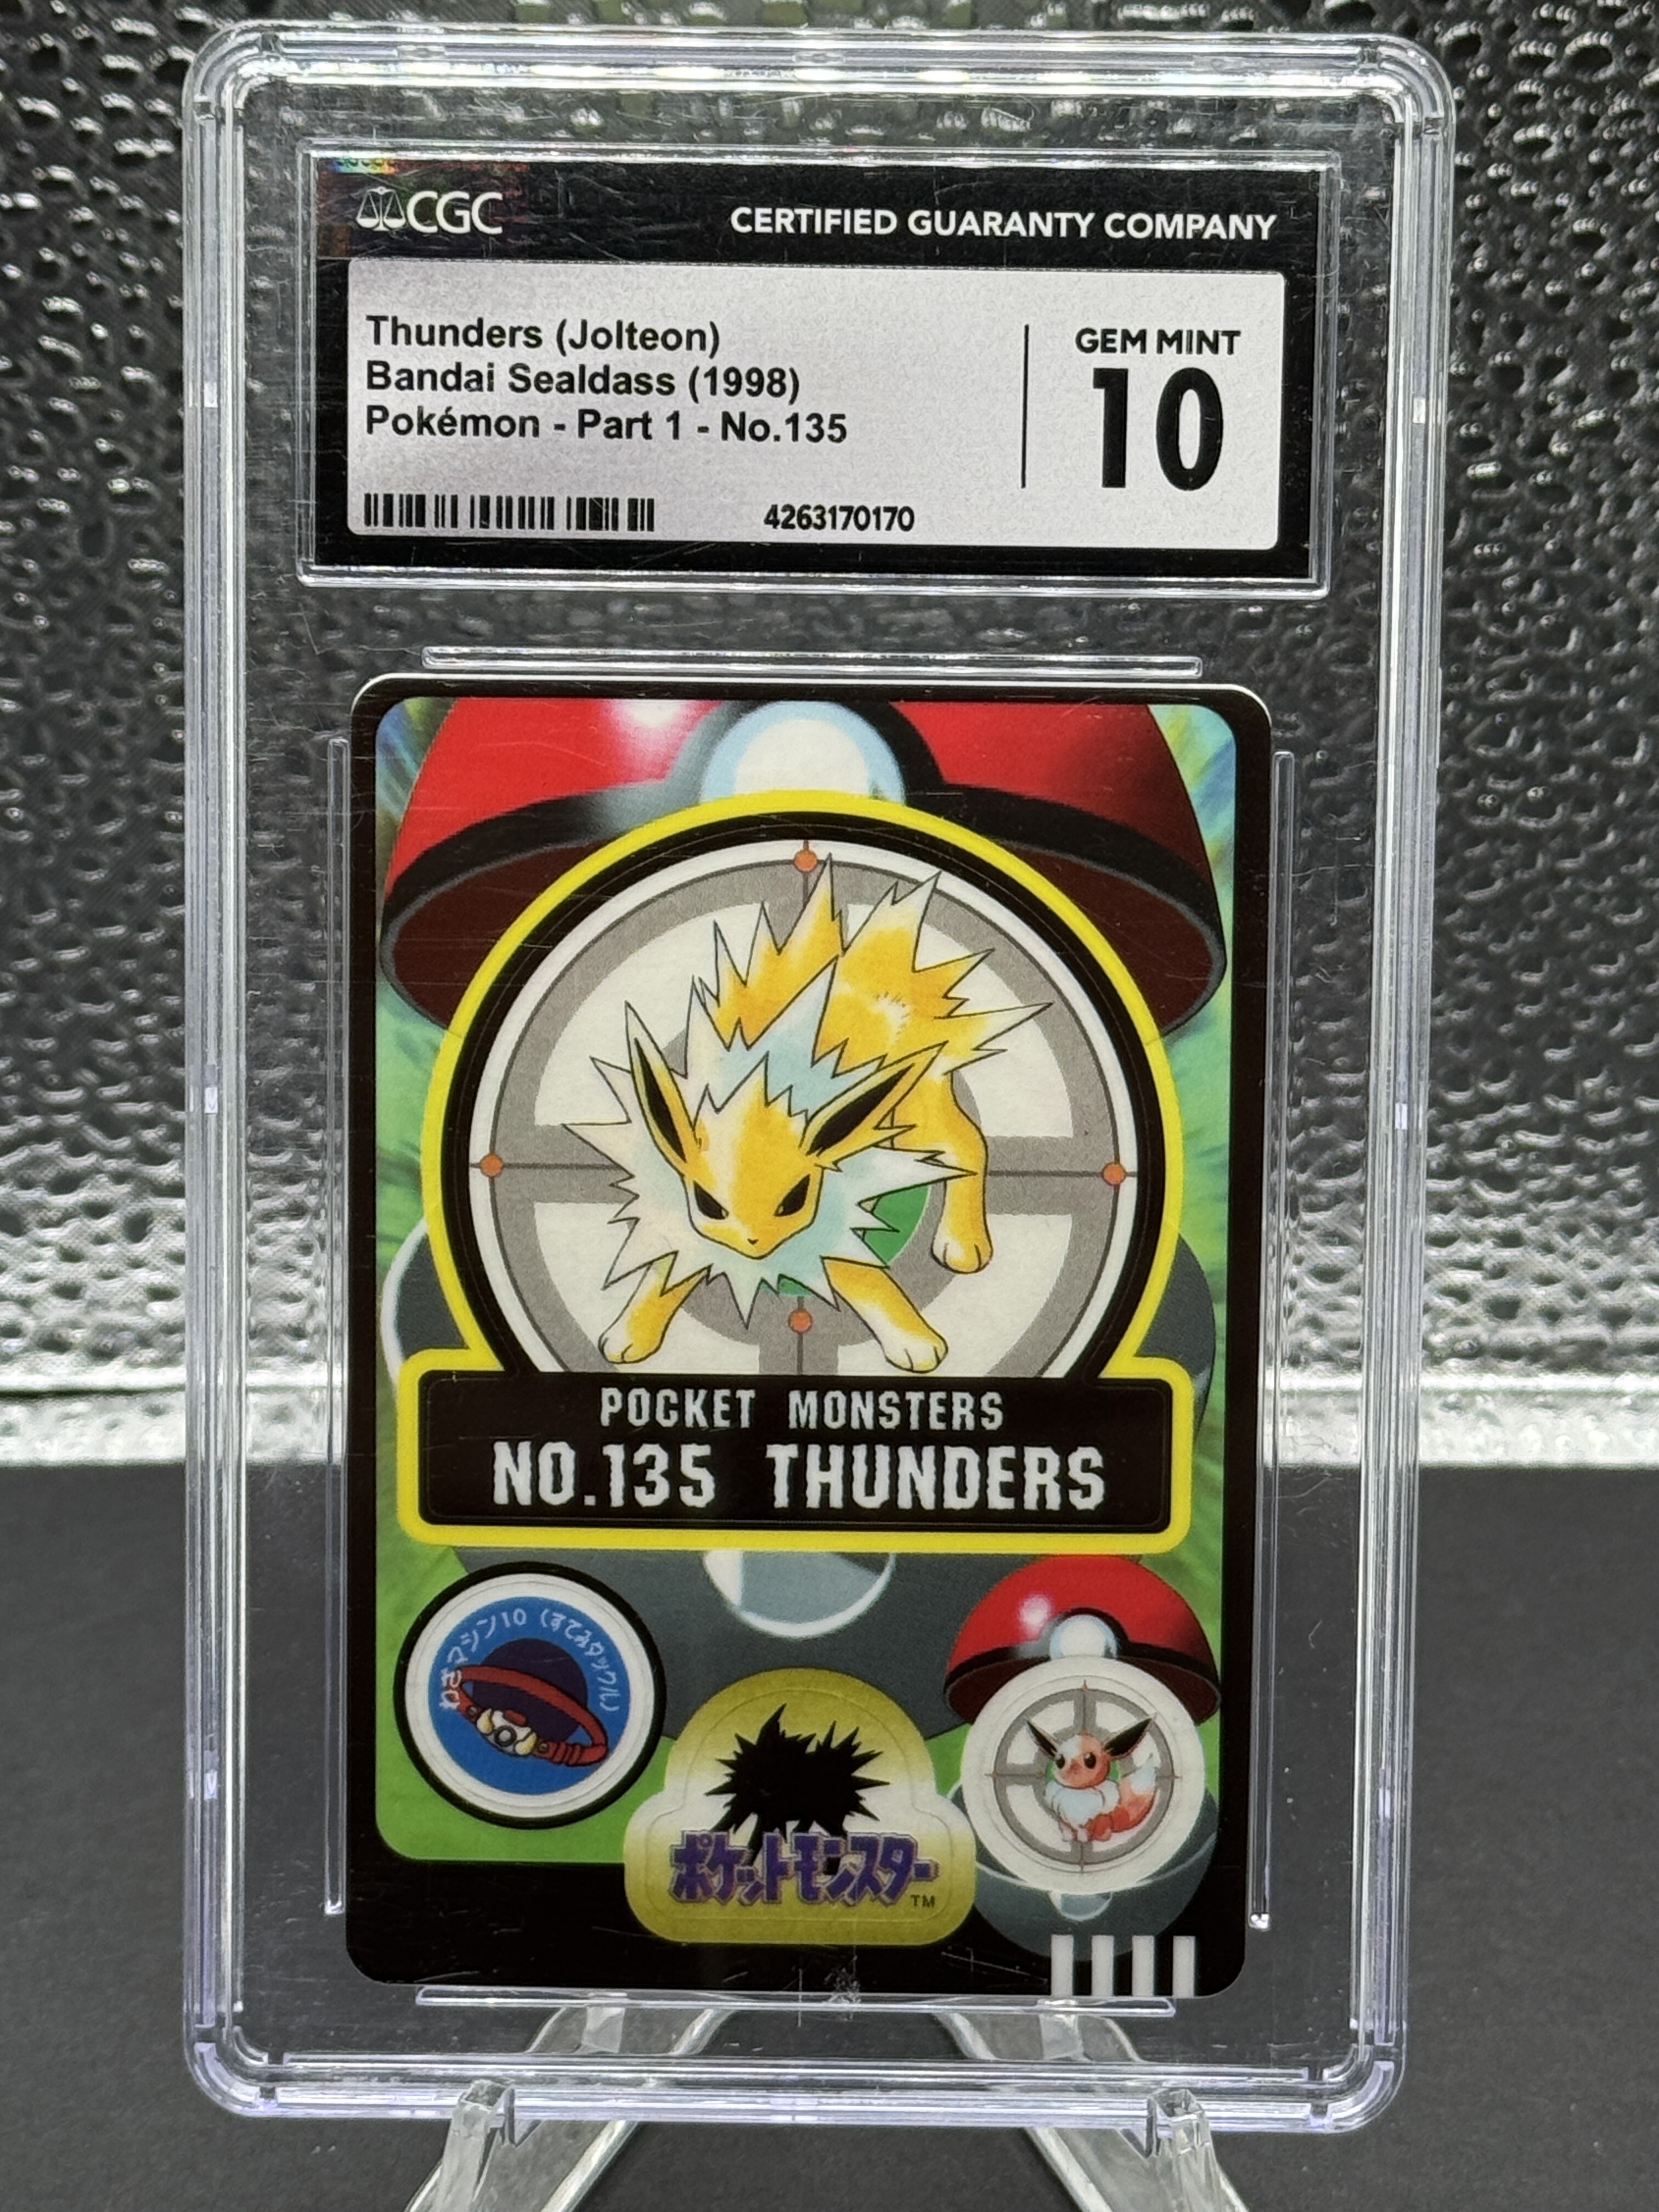 CGC
CERTIFIED GUARANTY COMPANY
Thunders (Jolteon)
Bandai Sealdass (1998)
Pokémon - Part 1 - No.135
GEM MINT
10
4263170170
POCKET MONSTERS
NO.135 THUNDERS
わざマシン10 (すてみタックル)
ポケットモンスター
TM